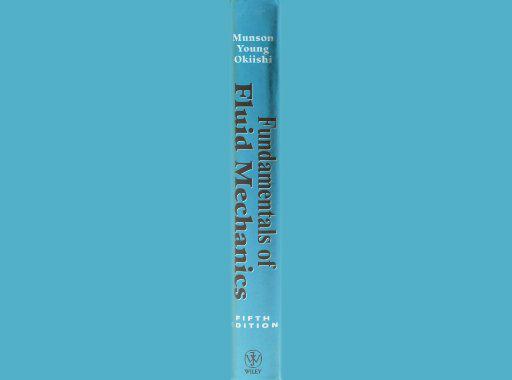 Munson
Young
Okiishi
Fundamentals of
Fluid Mechanics
FIFTH
EDITION
WILEY